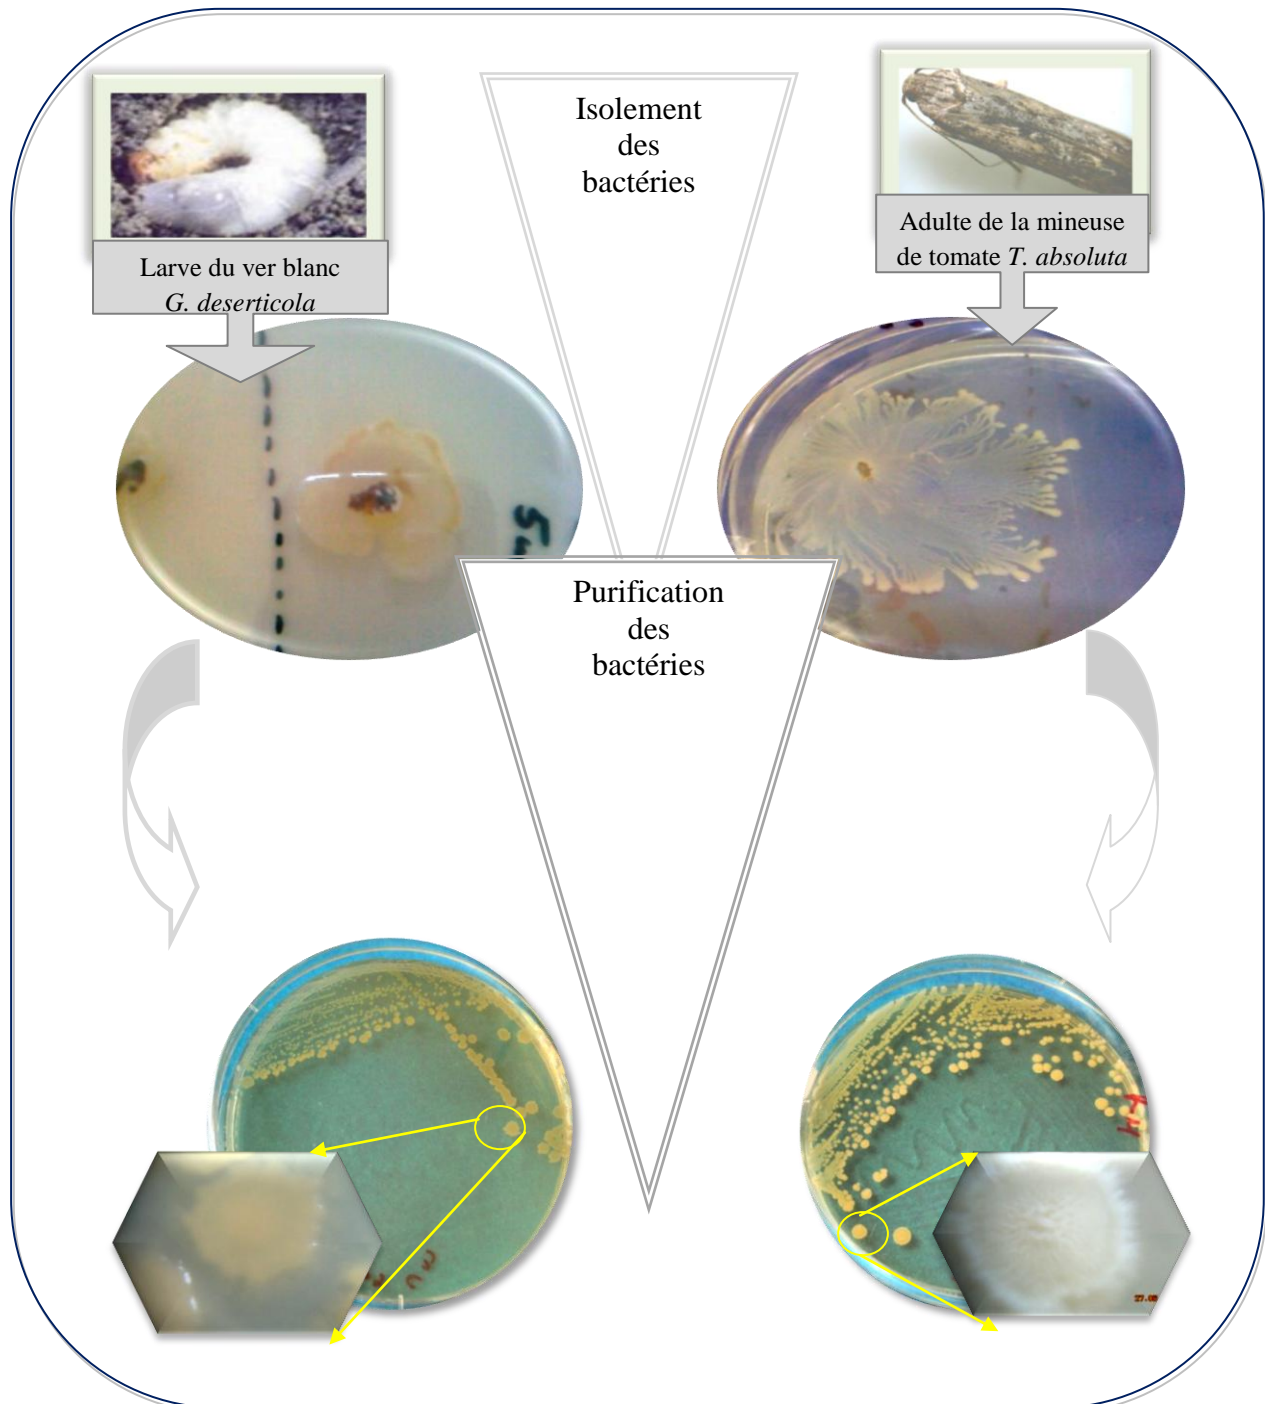 Isolement
des
bactéries
Larve du ver blanc
G. deserticola
Adulte de la mineuse
de tomate T. absoluta
Purification
des
bactéries